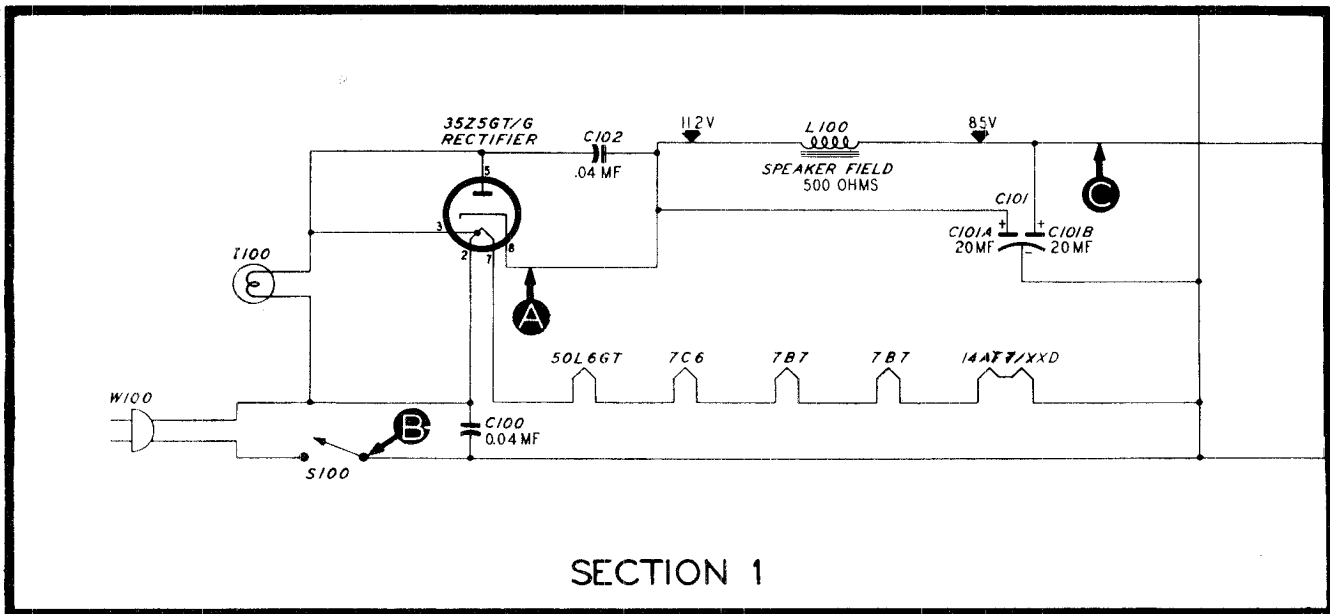 35Z5GT/G
RECTIFIER
C102
.04 MF
112V
L100
85V
SPEAKER FIELD
500 OHMS
C
C101
C101A
20MF
+
+
-
C101B
20MF
5
3
2
7
8
I100
A
50L6GT
7C6
7B7
7B7
W100
B
C100
0.04 MF
S100
SECTION 1